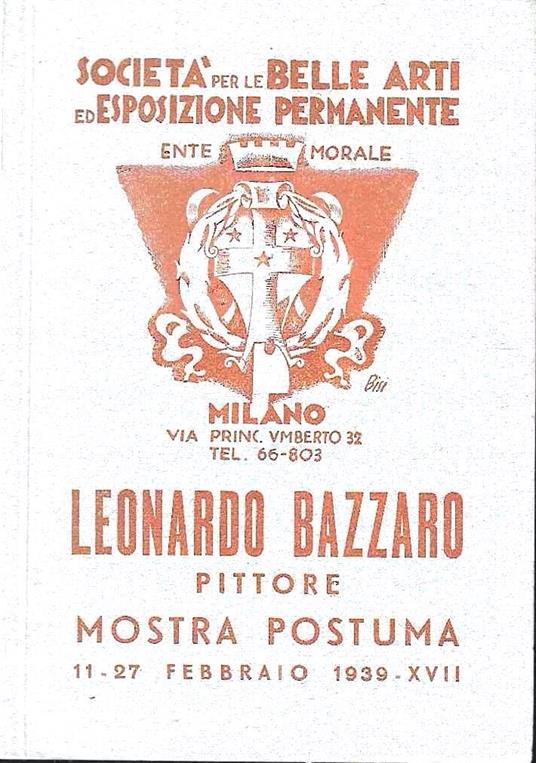 SOCIETA' PER LE BELLE ARTI
ED ESPOSIZIONE PERMANENTE
ENTE MORALE
Bisi
MILANO
VIA PRINC. VMBERTO 32
TEL. 66-803
LEONARDO BAZZARO
PITTORE
MOSTRA POSTUMA
11-27 FEBBRAIO 1939-XVII